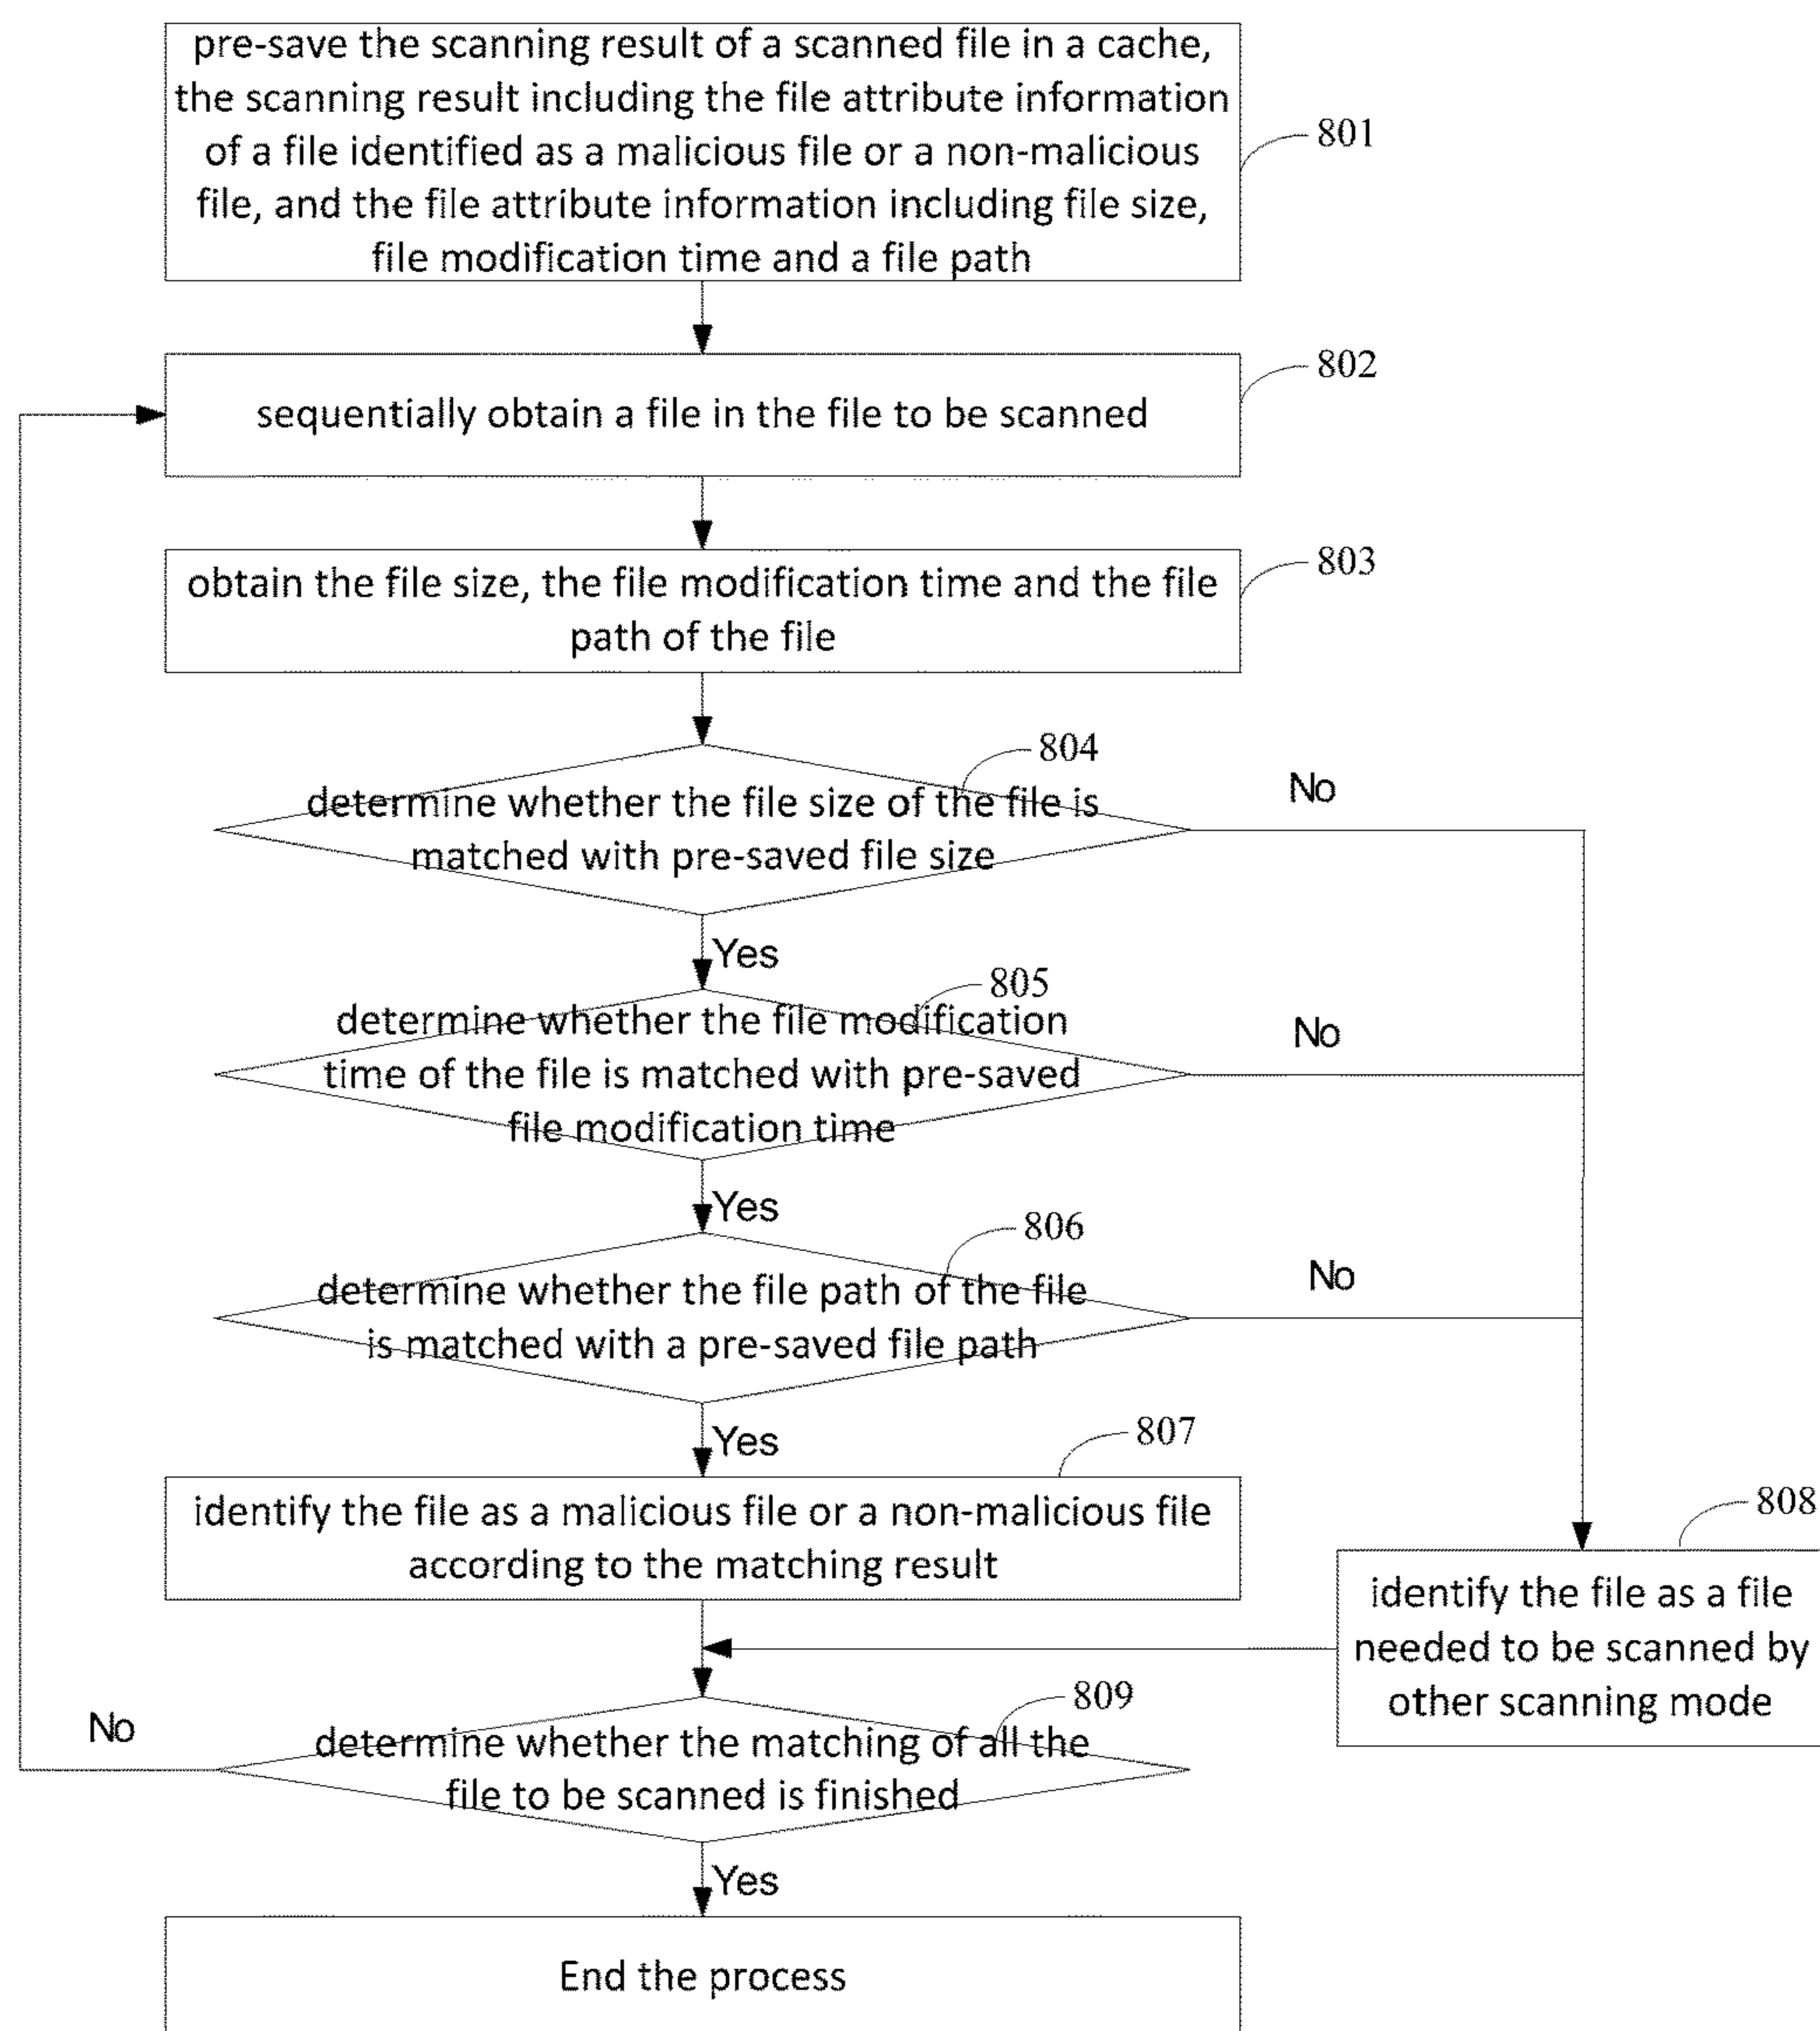 pre-save the scanning result of a scanned file in a cache,
the scanning result including the file attribute information
of a file identified as a malicious file or a non-malicious
file, and the file attribute information including file size,
file modification time and a file path
801
802
sequentially obtain a file in the file to be scanned
803
obtain the file size, the file modification time and the file
path of the file
804
determine whether the file size of the file is
matched with pre-saved file size
No
Yes
805
determine whether the file modification
time of the file is matched with pre-saved
file modification time
No
Yes
806
determine whether the file path of the file
is matched with a pre-saved file path
No
Yes
807
identify the file as a malicious file or a non-malicious file
according to the matching result
808
identify the file as a file
needed to be scanned by
other scanning mode
809
determine whether the matching of all the
file to be scanned is finished
No
Yes
End the process